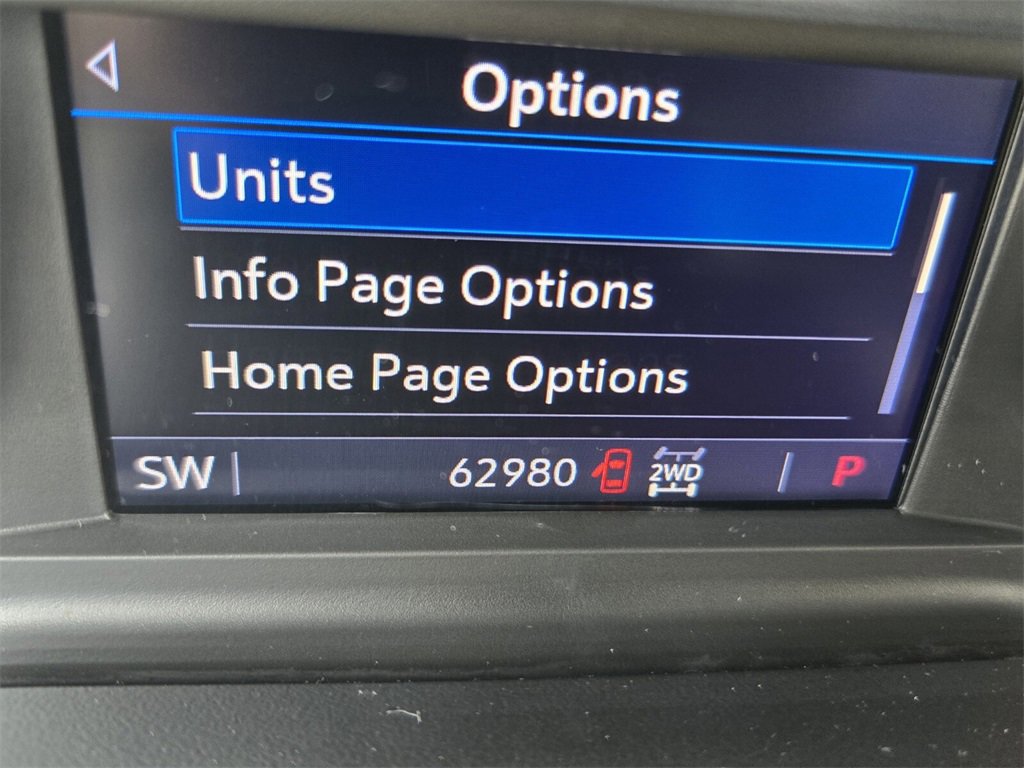 Options
Units
Info Page Options
Home Page Options
SW 62980 2WD P